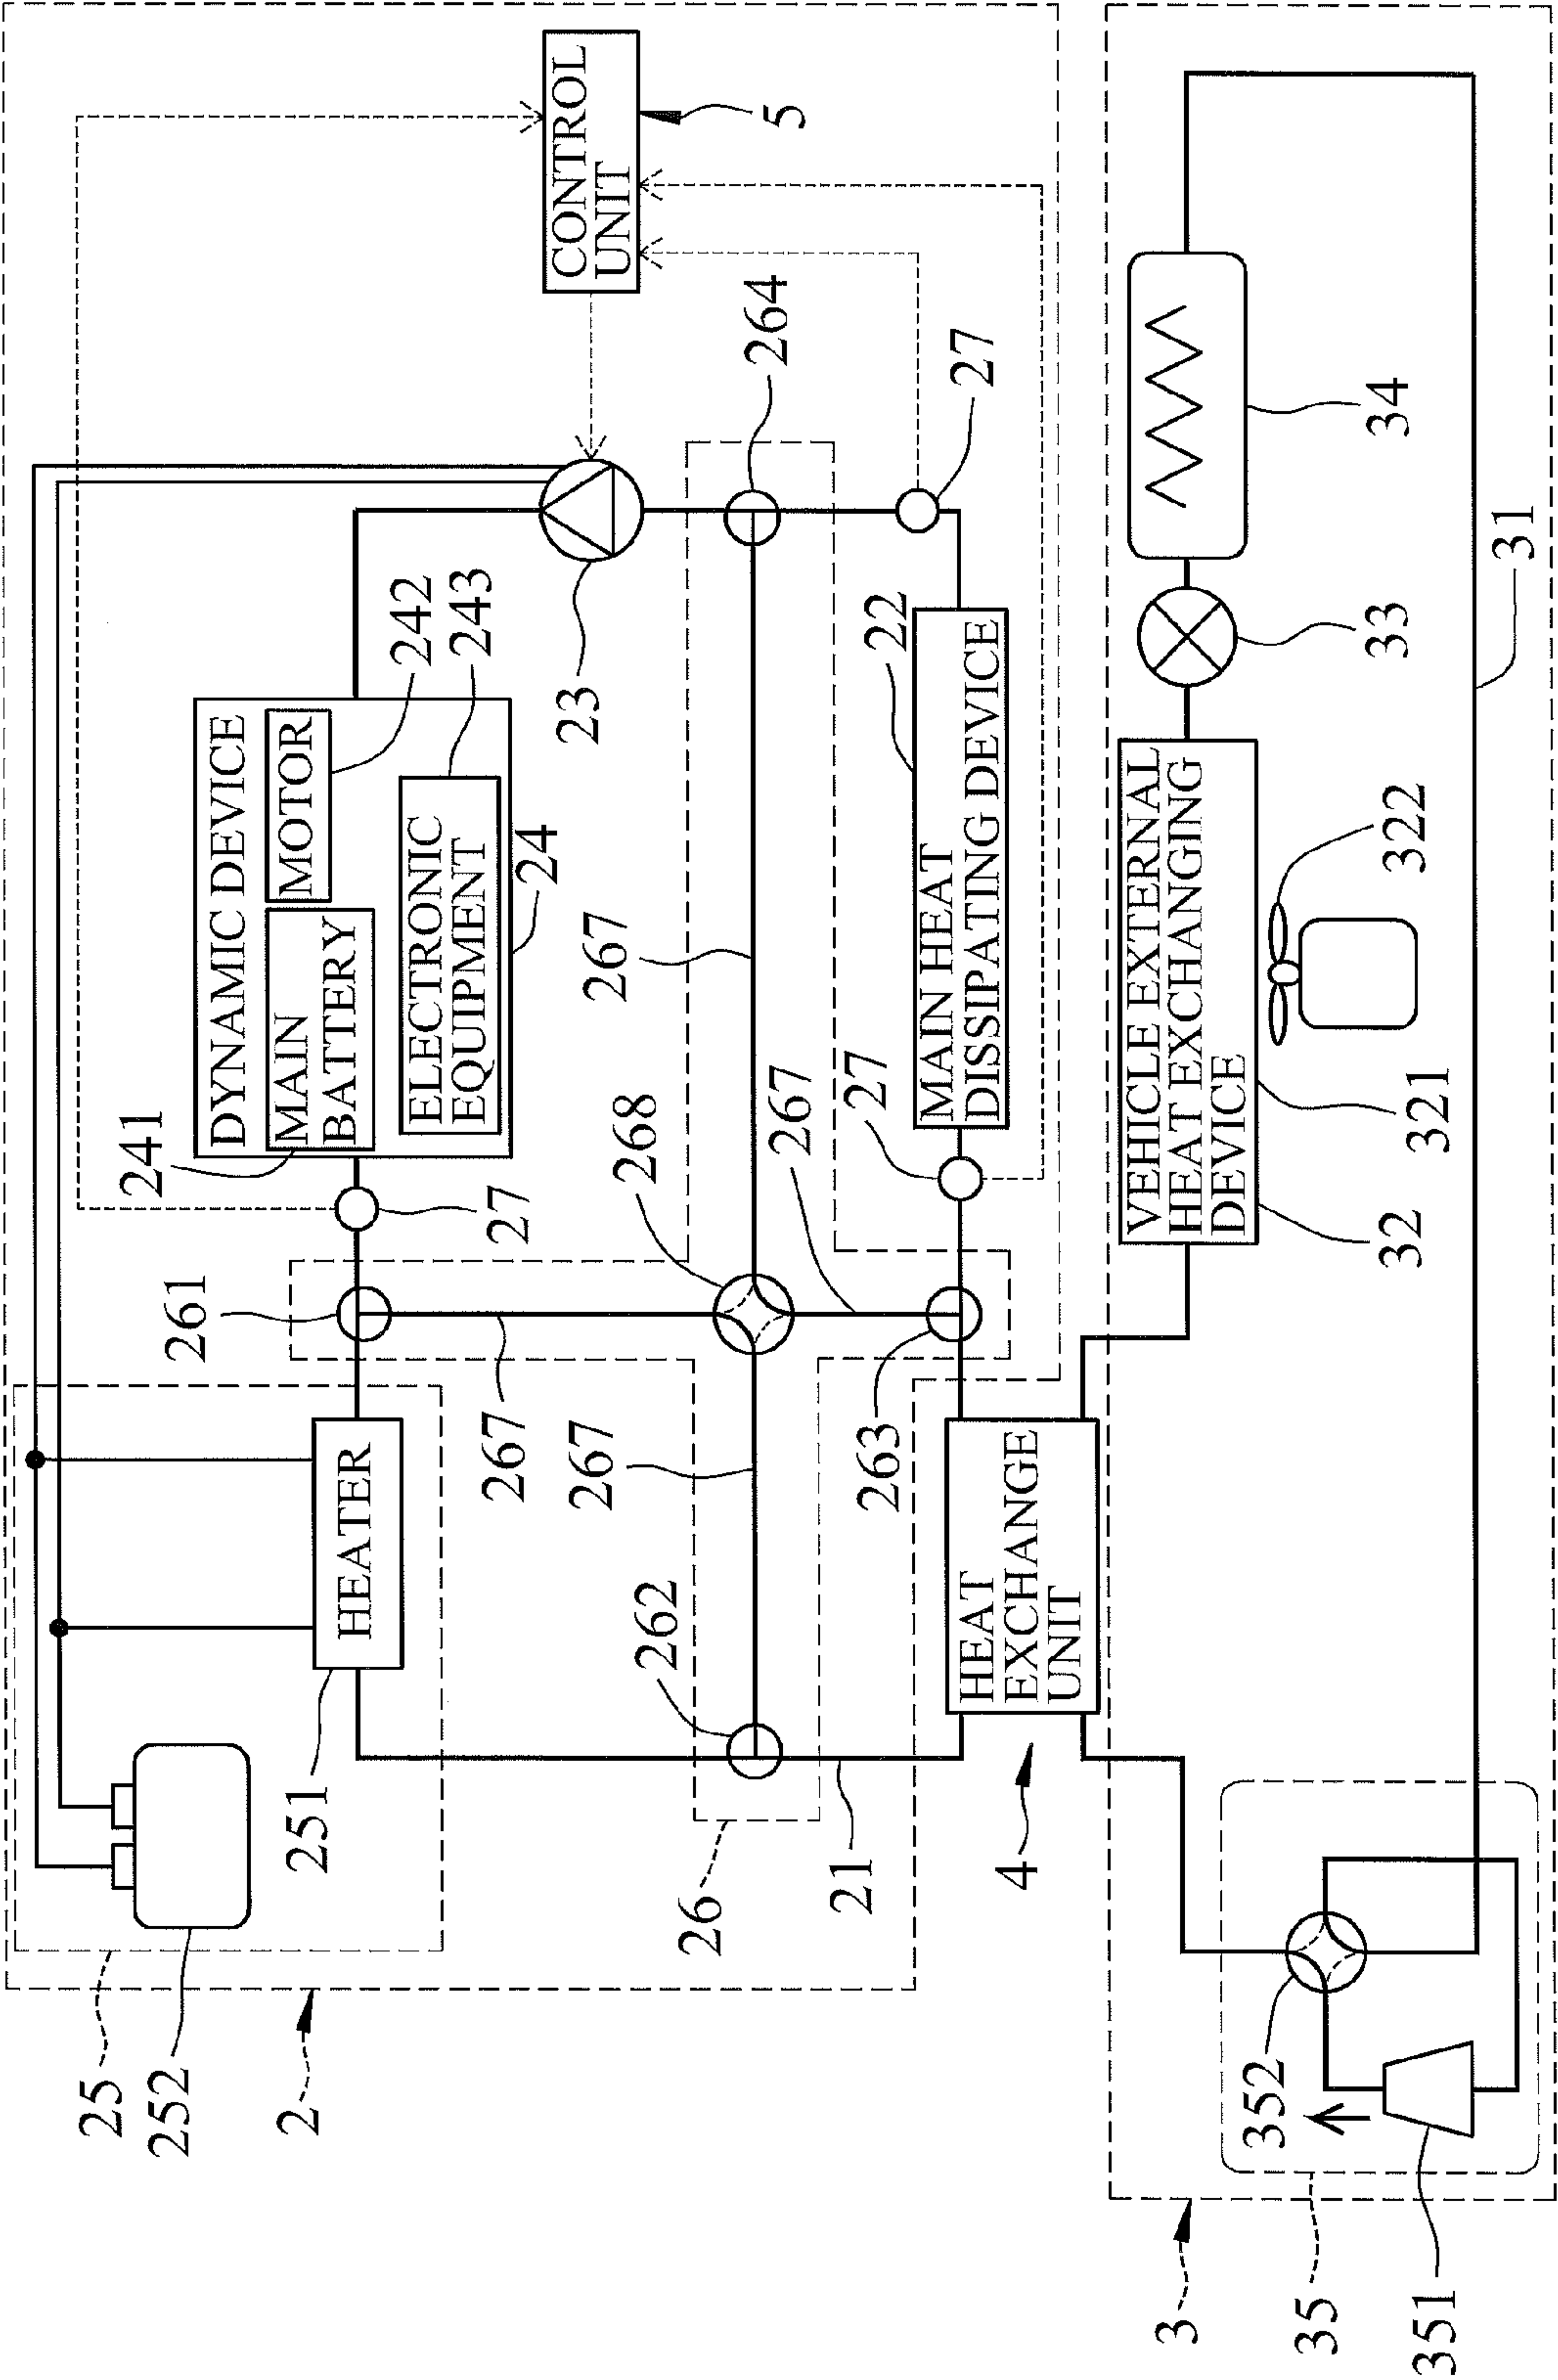 25
252
2
251
HEATER
261
241
27
DYNAMIC DEVICE
MAIN
BATTERY
MOTOR
ELECTRONIC
EQUIPMENT
242
243
24
23
CONTROL
UNIT
5
26
262
267
267
268
267
267
264
21
263
27
MAIN HEAT
DISSIPATING DEVICE
22
27
4
HEAT
EXCHANGE
UNIT
3
35
351
352
VEHICLE EXTERNAL
HEAT EXCHANGING
DEVICE
32
321
322
33
34
31